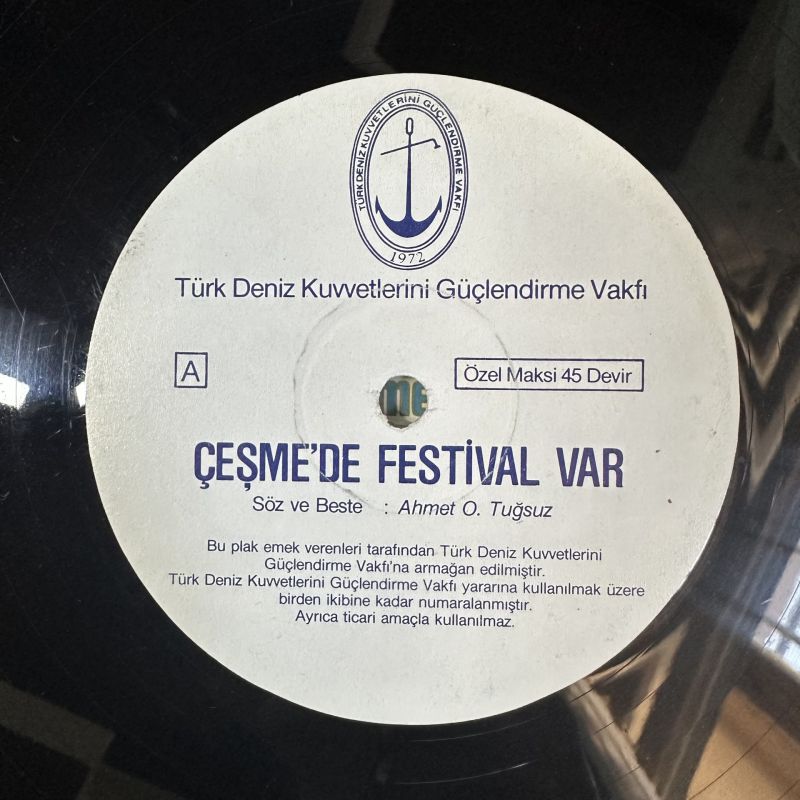 TÜRK DENİZ KUVVETLERİNİ GÜÇLENDİRME VAKFI
1972
Türk Deniz Kuvvetlerini Güçlendirme Vakfı
A
Özel Maksi 45 Devir
ÇEŞME'DE FESTİVAL VAR
Söz ve Beste : Ahmet O. Tuğsuz
Bu plak emek verenleri tarafından Türk Deniz Kuvvetlerini
Güçlendirme Vakfı'na armağan edilmiştir.
Türk Deniz Kuvvetlerini Güçlendirme Vakfı yararına kullanılmak üzere
birden ikibine kadar numaralanmıştır.
Ayrıca ticari amaçla kullanılmaz.